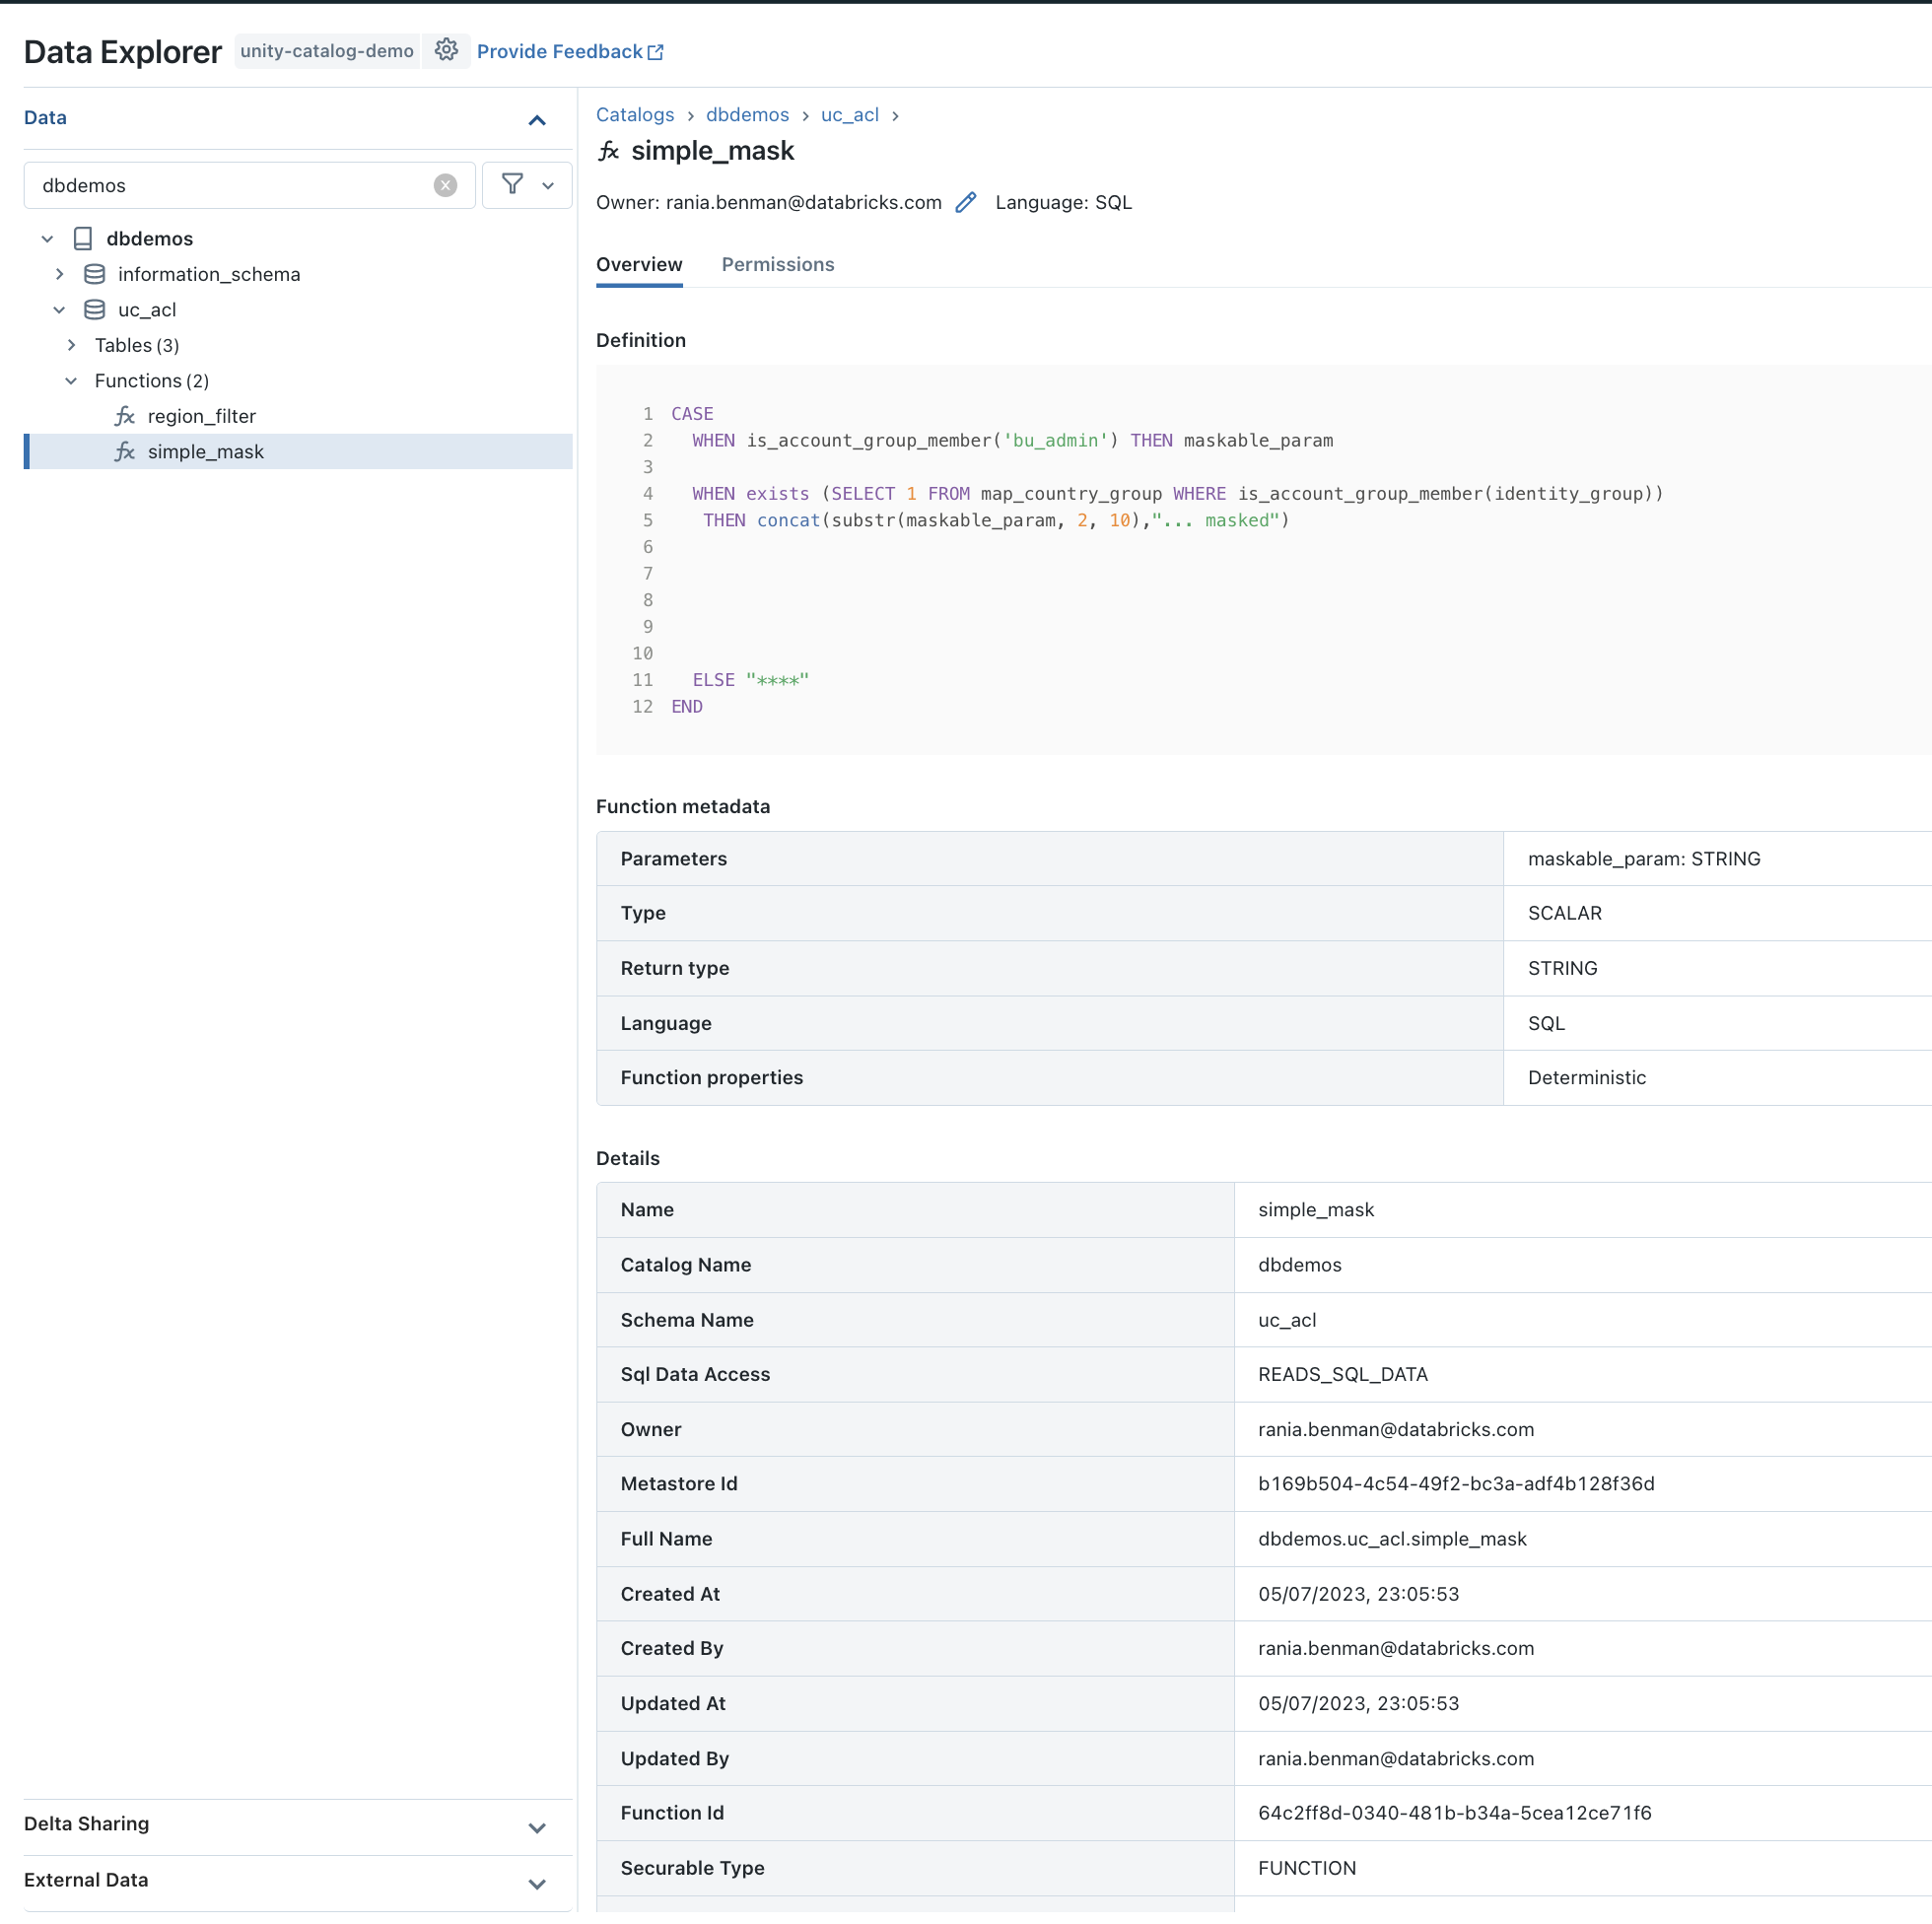 Data Explorer unity-catalog-demo Provide Feedback
Data
dbdemos
dbdemos
information_schema
uc_acl
Tables (3)
Functions (2)
region_filter
simple_mask
Delta Sharing
External Data
Catalogs > dbdemos > uc_acl >
fx simple_mask
Owner: rania.benman@databricks.com Language: SQL
Overview Permissions
Definition
1 CASE
2 WHEN is_account_group_member('bu_admin') THEN maskable_param
3
4 WHEN exists (SELECT 1 FROM map_country_group WHERE is_account_group_member(identity_group))
5 THEN concat(substr(maskable_param, 2, 10),"... masked")
6
7
8
9
10
11 ELSE "****"
12 END
Function metadata
Parameters maskable_param: STRING
Type SCALAR
Return type STRING
Language SQL
Function properties Deterministic
Details
Name simple_mask
Catalog Name dbdemos
Schema Name uc_acl
Sql Data Access READS_SQL_DATA
Owner rania.benman@databricks.com
Metastore Id b169b504-4c54-49f2-bc3a-adf4b128f36d
Full Name dbdemos.uc_acl.simple_mask
Created At 05/07/2023, 23:05:53
Created By rania.benman@databricks.com
Updated At 05/07/2023, 23:05:53
Updated By rania.benman@databricks.com
Function Id 64c2ff8d-0340-481b-b34a-5cea12ce71f6
Securable Type FUNCTION